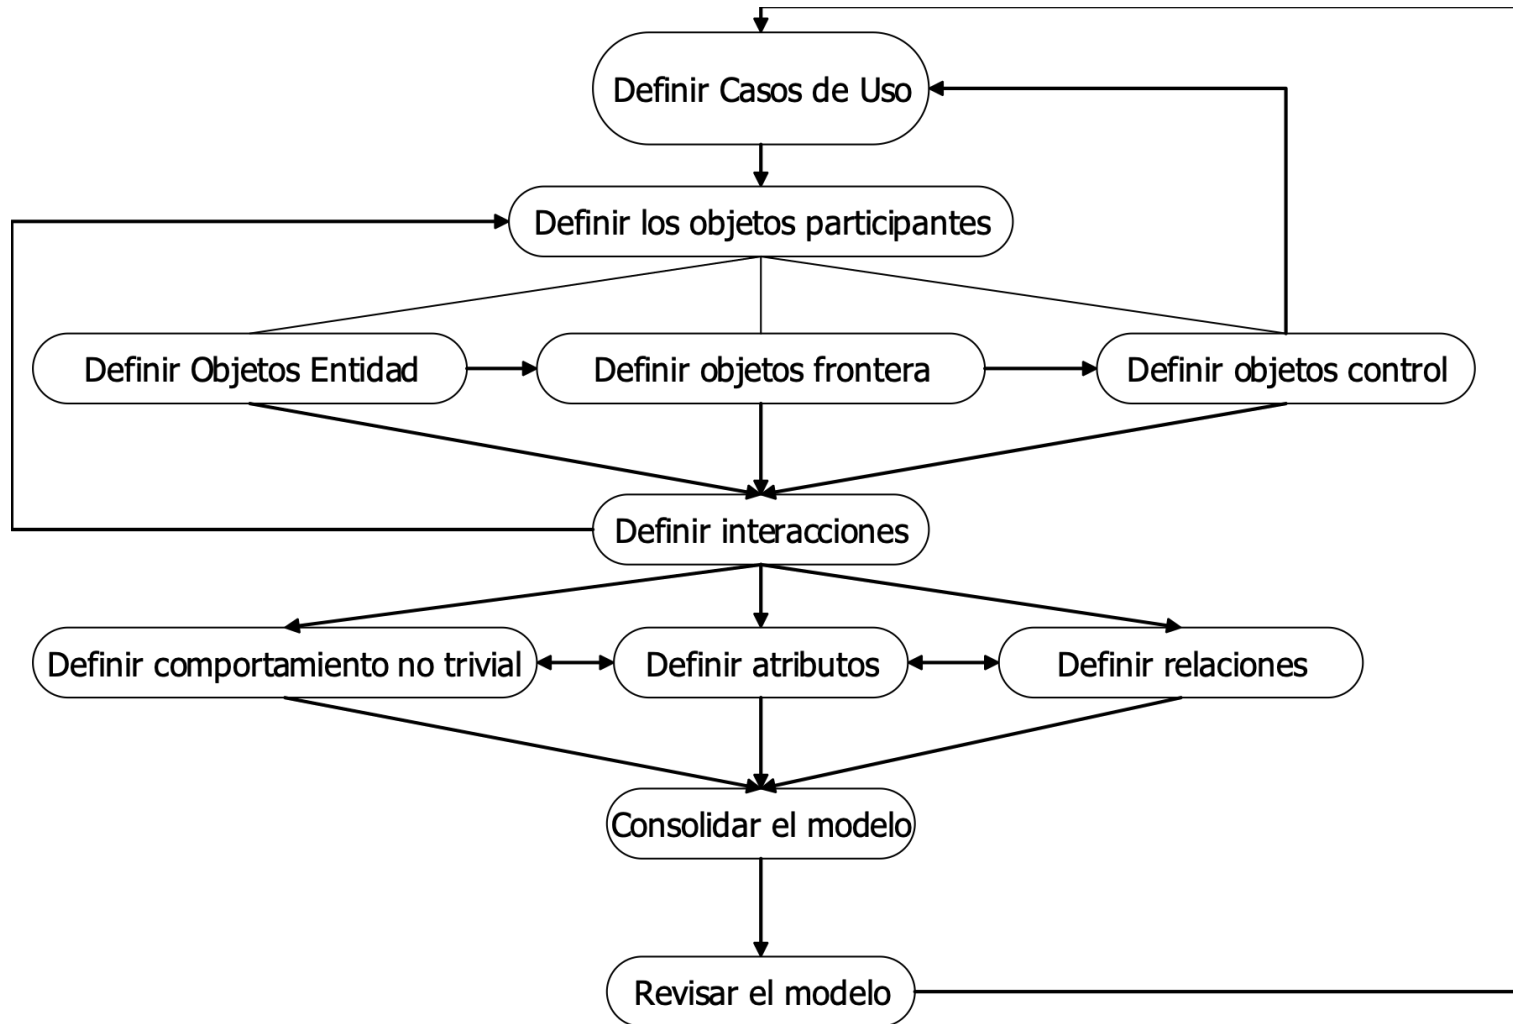 Definir Casos de Uso
Definir los objetos participantes
Definir Objetos Entidad
Definir objetos frontera
Definir objetos control
Definir interacciones
Definir comportamiento no trivial
Definir atributos
Definir relaciones
Consolidar el modelo
Revisar el modelo